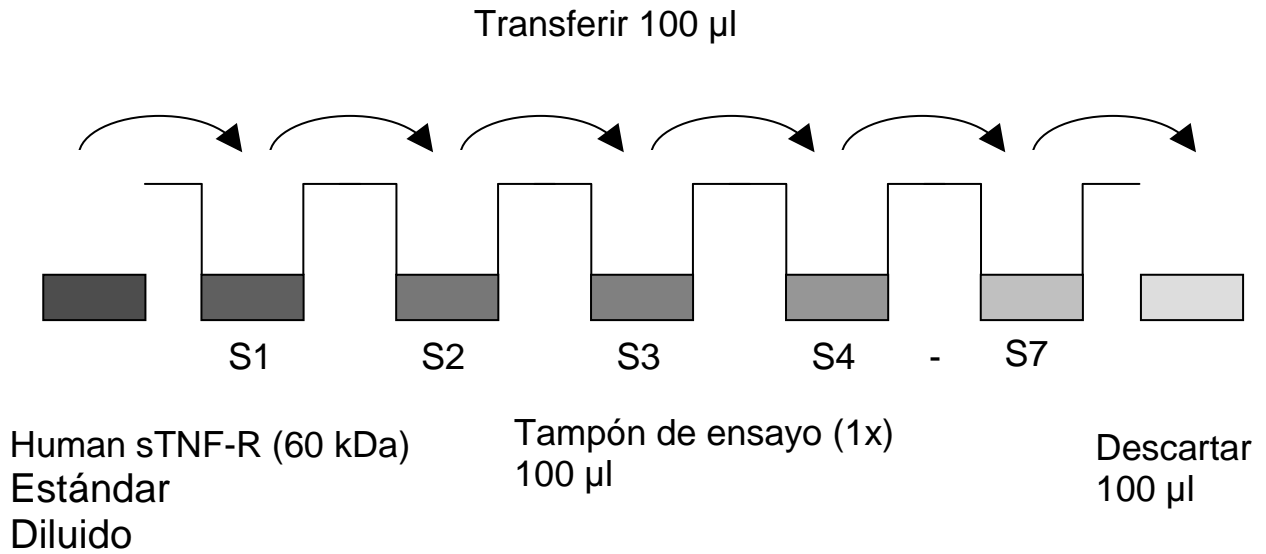 Transferir 100 µl
S1 S2 S3 S4 - S7
Human sTNF-R (60 kDa)
Estándar
Diluido
Tampón de ensayo (1x)
100 µl
Descartar
100 µl